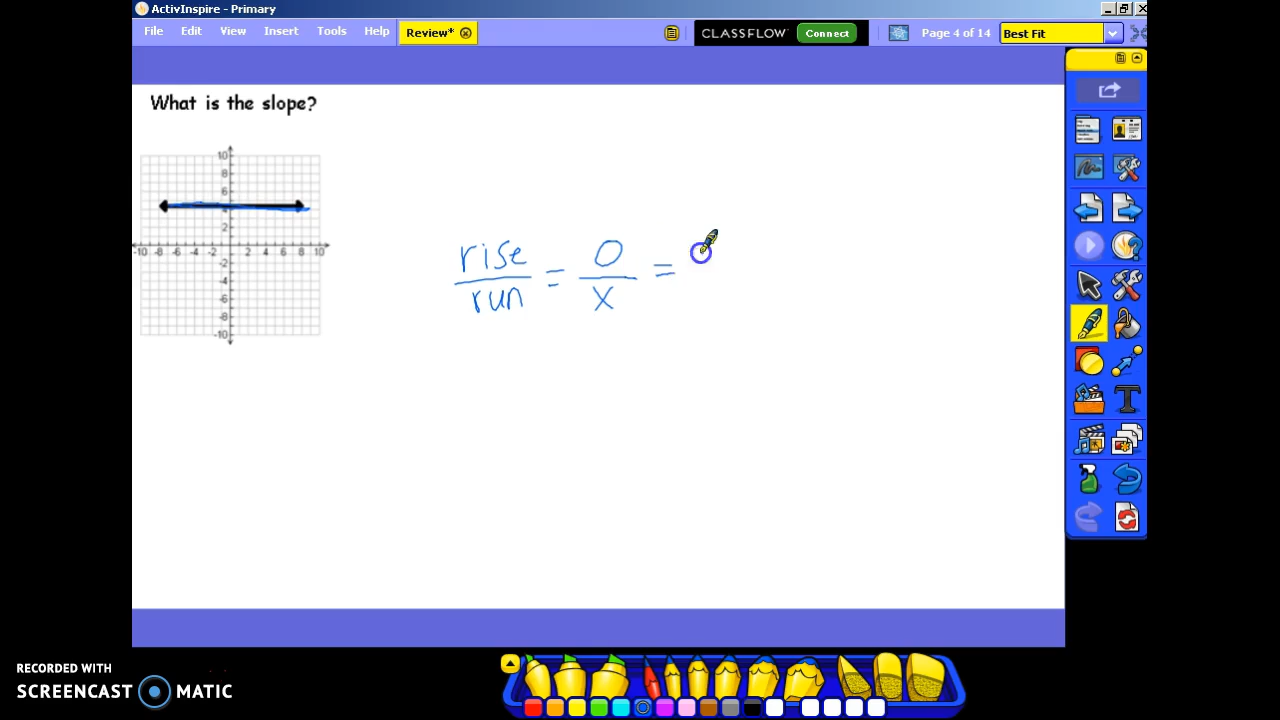 ActivInspire - Primary
File Edit View Insert Tools Help Review* CLASSFLOW Connect Page 4 of 14 Best Fit
What is the slope?
10
8
6
4
2
-10 -8 -6 -4 -2 2 4 6 8 10
-2
-4
-6
-8
-10
rise = 0 =
run x
RECORDED WITH
SCREENCAST MATIC